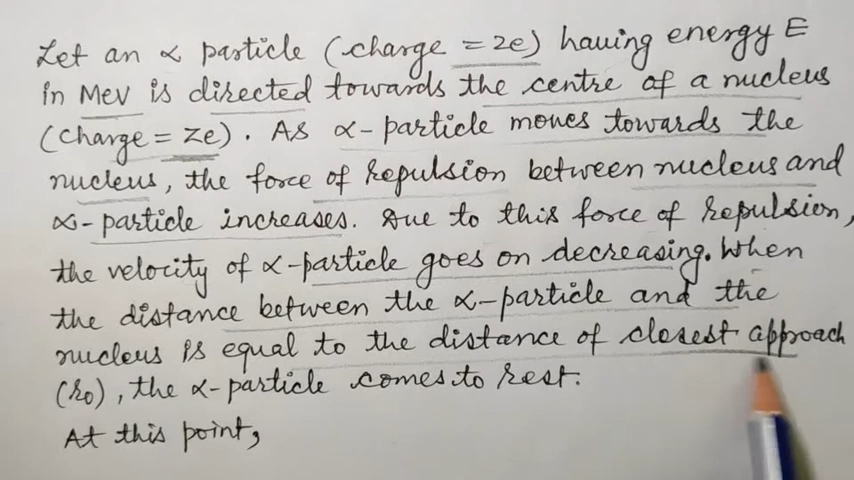 Let an α particle (charge = 2e) having energy E
in MeV is directed towards the centre of a nucleus
(charge = Ze). As α-particle moves towards the
nucleus, the force of repulsion between nucleus and
α-particle increases. Due to this force of repulsion,
the velocity of α-particle goes on decreasing. When
the distance between the α-particle and the
nucleus is equal to the distance of closest approach
(r₀), the α-particle comes to rest.
At this point,